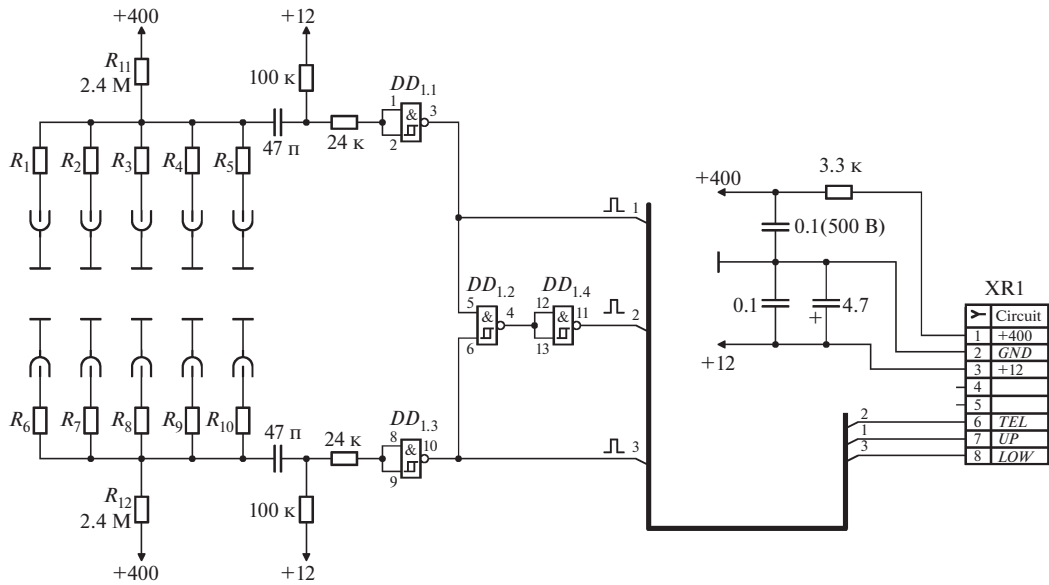 +400
+12
R11
2.4 М
100 к
DD1.1
1
&
3
2
47 п
24 к
R1
R2
R3
R4
R5
3.3 к
+400
1
0.1(500 В)
DD1.2
DD1.4
5
&
4
6
12
&
11
13
2
0.1
4.7
+
+12
XR1
Y Circuit
1 +400
2 GND
3 +12
4
5
6 TEL
7 UP
8 LOW
2
1
3
R6
R7
R8
R9
R10
47 п
24 к
DD1.3
8
&
10
9
3
R12
2.4 М
100 к
+400
+12